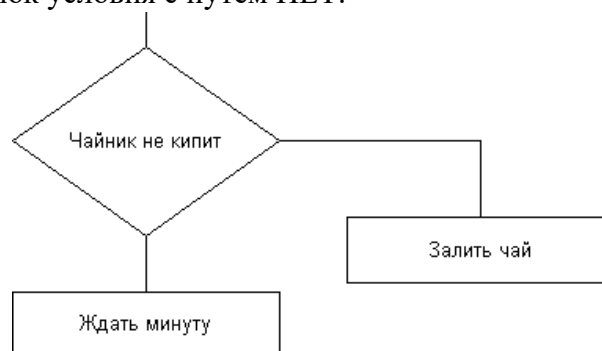 условия с путем НЕТ.
Чайник не кипит
Залить чай
Ждать минуту